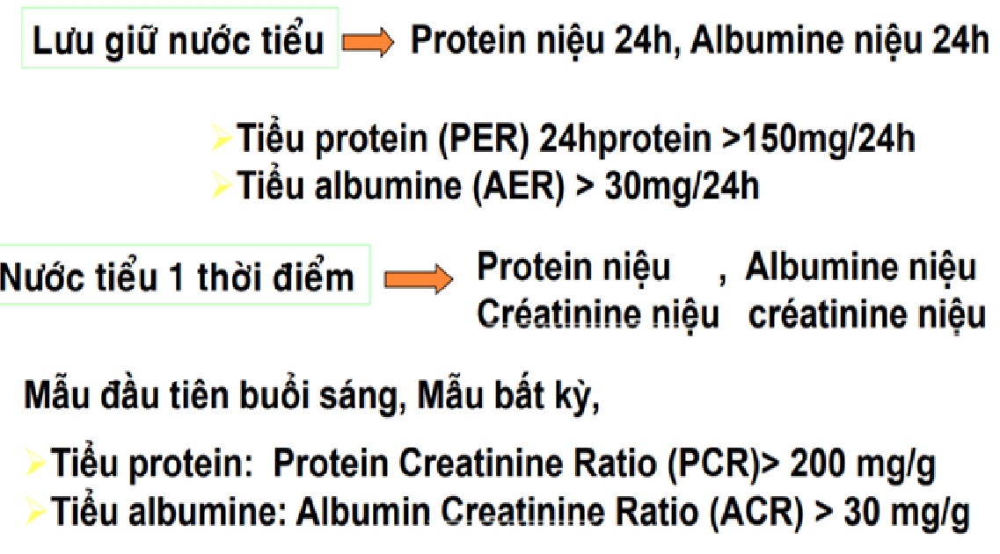 Lưu giữ nước tiểu Protein niệu 24h, Albumine niệu 24h
Tiểu protein (PER) 24hprotein >150mg/24h
Tiểu albumine (AER) > 30mg/24h
Nước tiểu 1 thời điểm
Protein niệu , Albumine niệu
Créatinine niệu créatinine niệu
Mẫu đầu tiên buổi sáng, Mẫu bất kỳ,
Tiểu protein: Protein Creatinine Ratio (PCR)> 200 mg/g
Tiểu albumine: Albumin Creatinine Ratio (ACR) > 30 mg/g